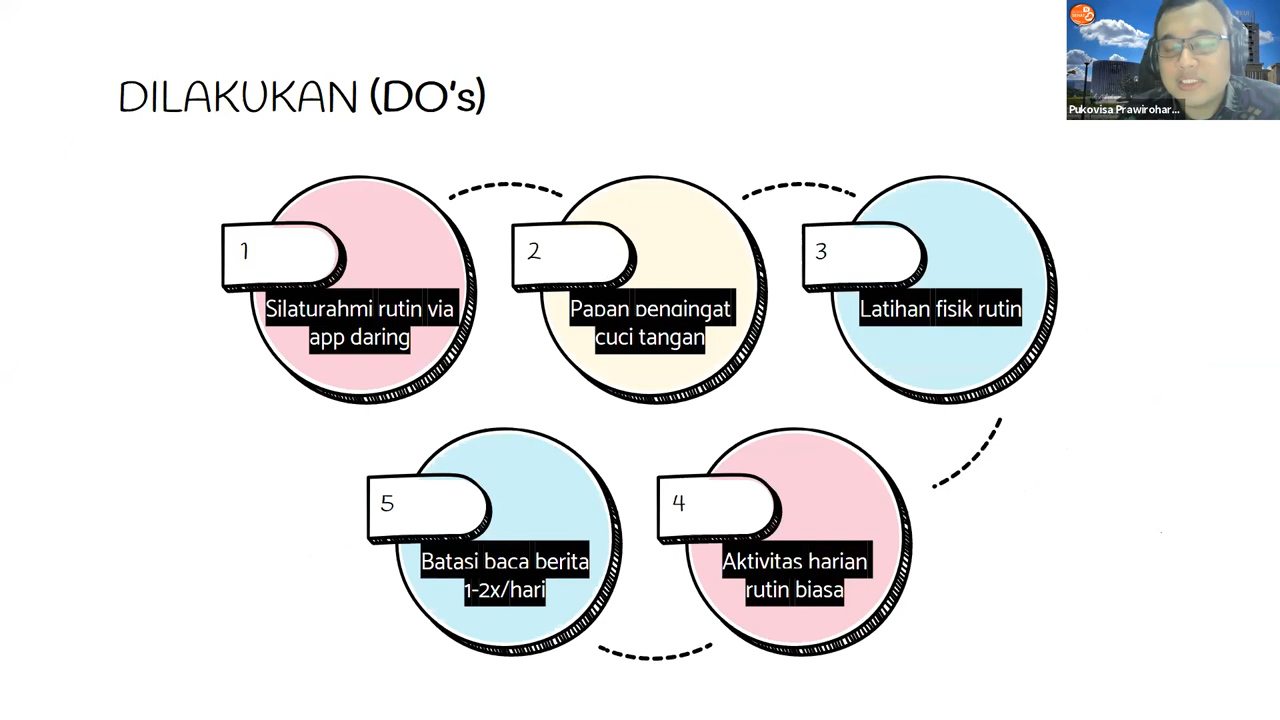 DILAKUKAN (DO's)
Pukovisa Prawirohar...
1
Silaturahmi rutin via
app daring
2
Papan pengingat
cuci tangan
3
Latihan fisik rutin
4
Aktivitas harian
rutin biasa
5
Batasi baca berita
1-2x/hari